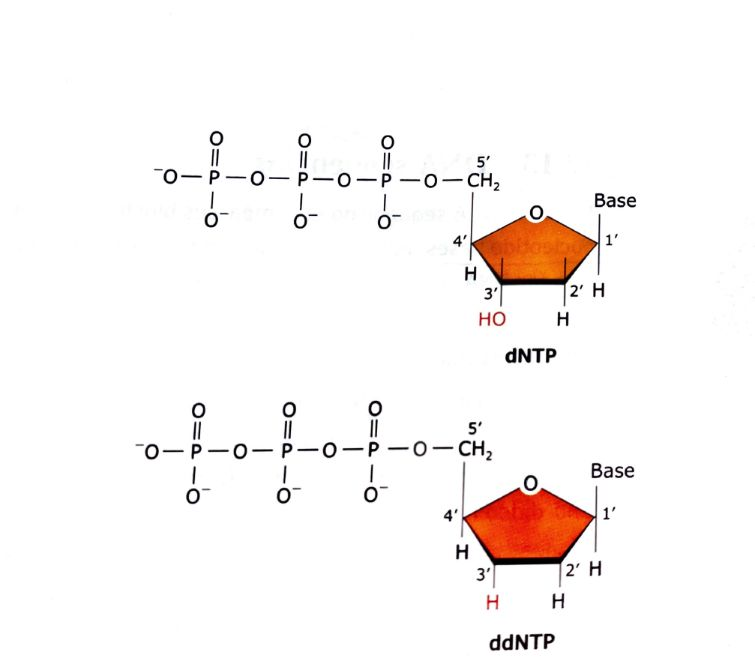 O O O 5′
⁻O—P—O—P—O—P—O—CH₂
O⁻ O⁻ O⁻
O Base
4′ 1′
H
3′ 2′ H
HO H
dNTP
O O O 5′
⁻O—P—O—P—O—P—O—CH₂
O⁻ O⁻ O⁻
O Base
4′ 1′
H
3′ 2′ H
H H
ddNTP